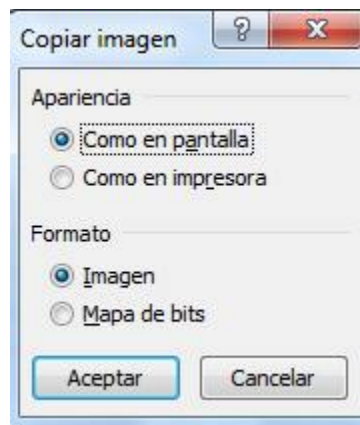 Copiar imagen
?
Apariencia
Como en pantalla
Como en impresora
Formato
Imagen
Mapa de bits
Aceptar
Cancelar